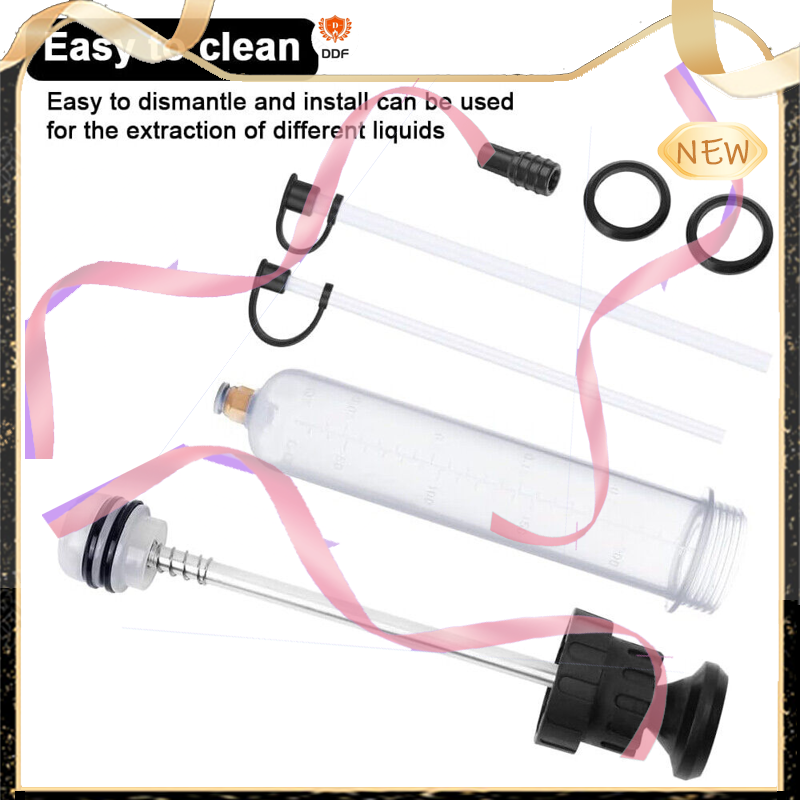 Easy to clean
DDF
Easy to dismantle and install can be used
for the extraction of different liquids
NEW